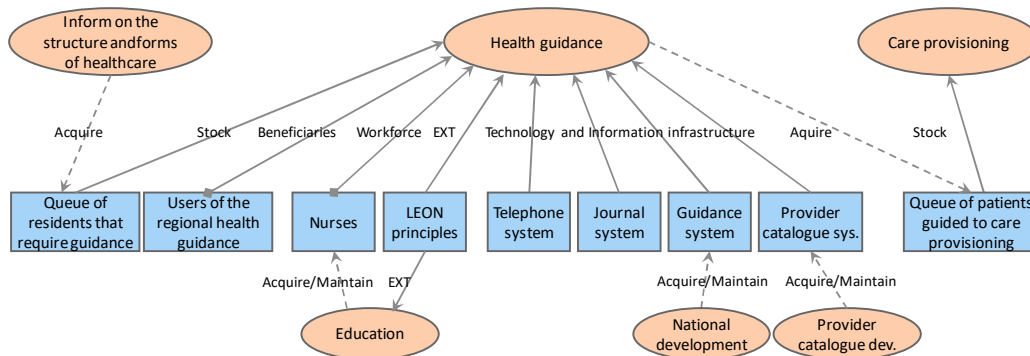 Inform on the
structure andforms
of healthcare
Health guidance
Care provisioning
Acquire
Stock
Beneficiaries
Workforce
EXT
Technology and Information infrastructure
Aquire
Stock
Queue of
residents that
require guidance
Users of the
regional health
guidance
Nurses
LEON
principles
Telephone
system
Journal
system
Guidance
system
Provider
catalogue sys.
Queue of patients
guided to care
provisioning
Acquire/Maintain
EXT
Acquire/Maintain
Acquire/Maintain
Education
National
development
Provider
catalogue dev.